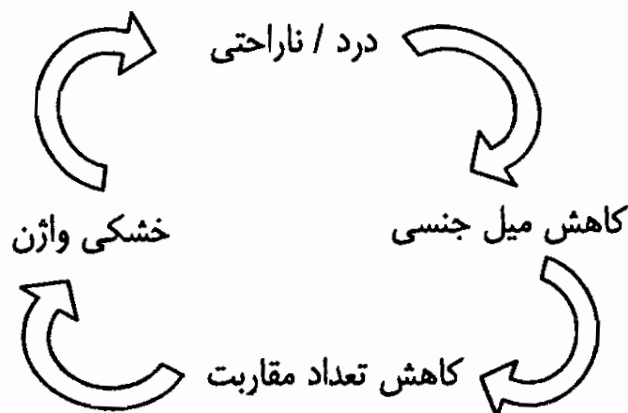 درد / ناراحتی
کاهش میل جنسی
خشکی واژن
کاهش تعداد مقاربت